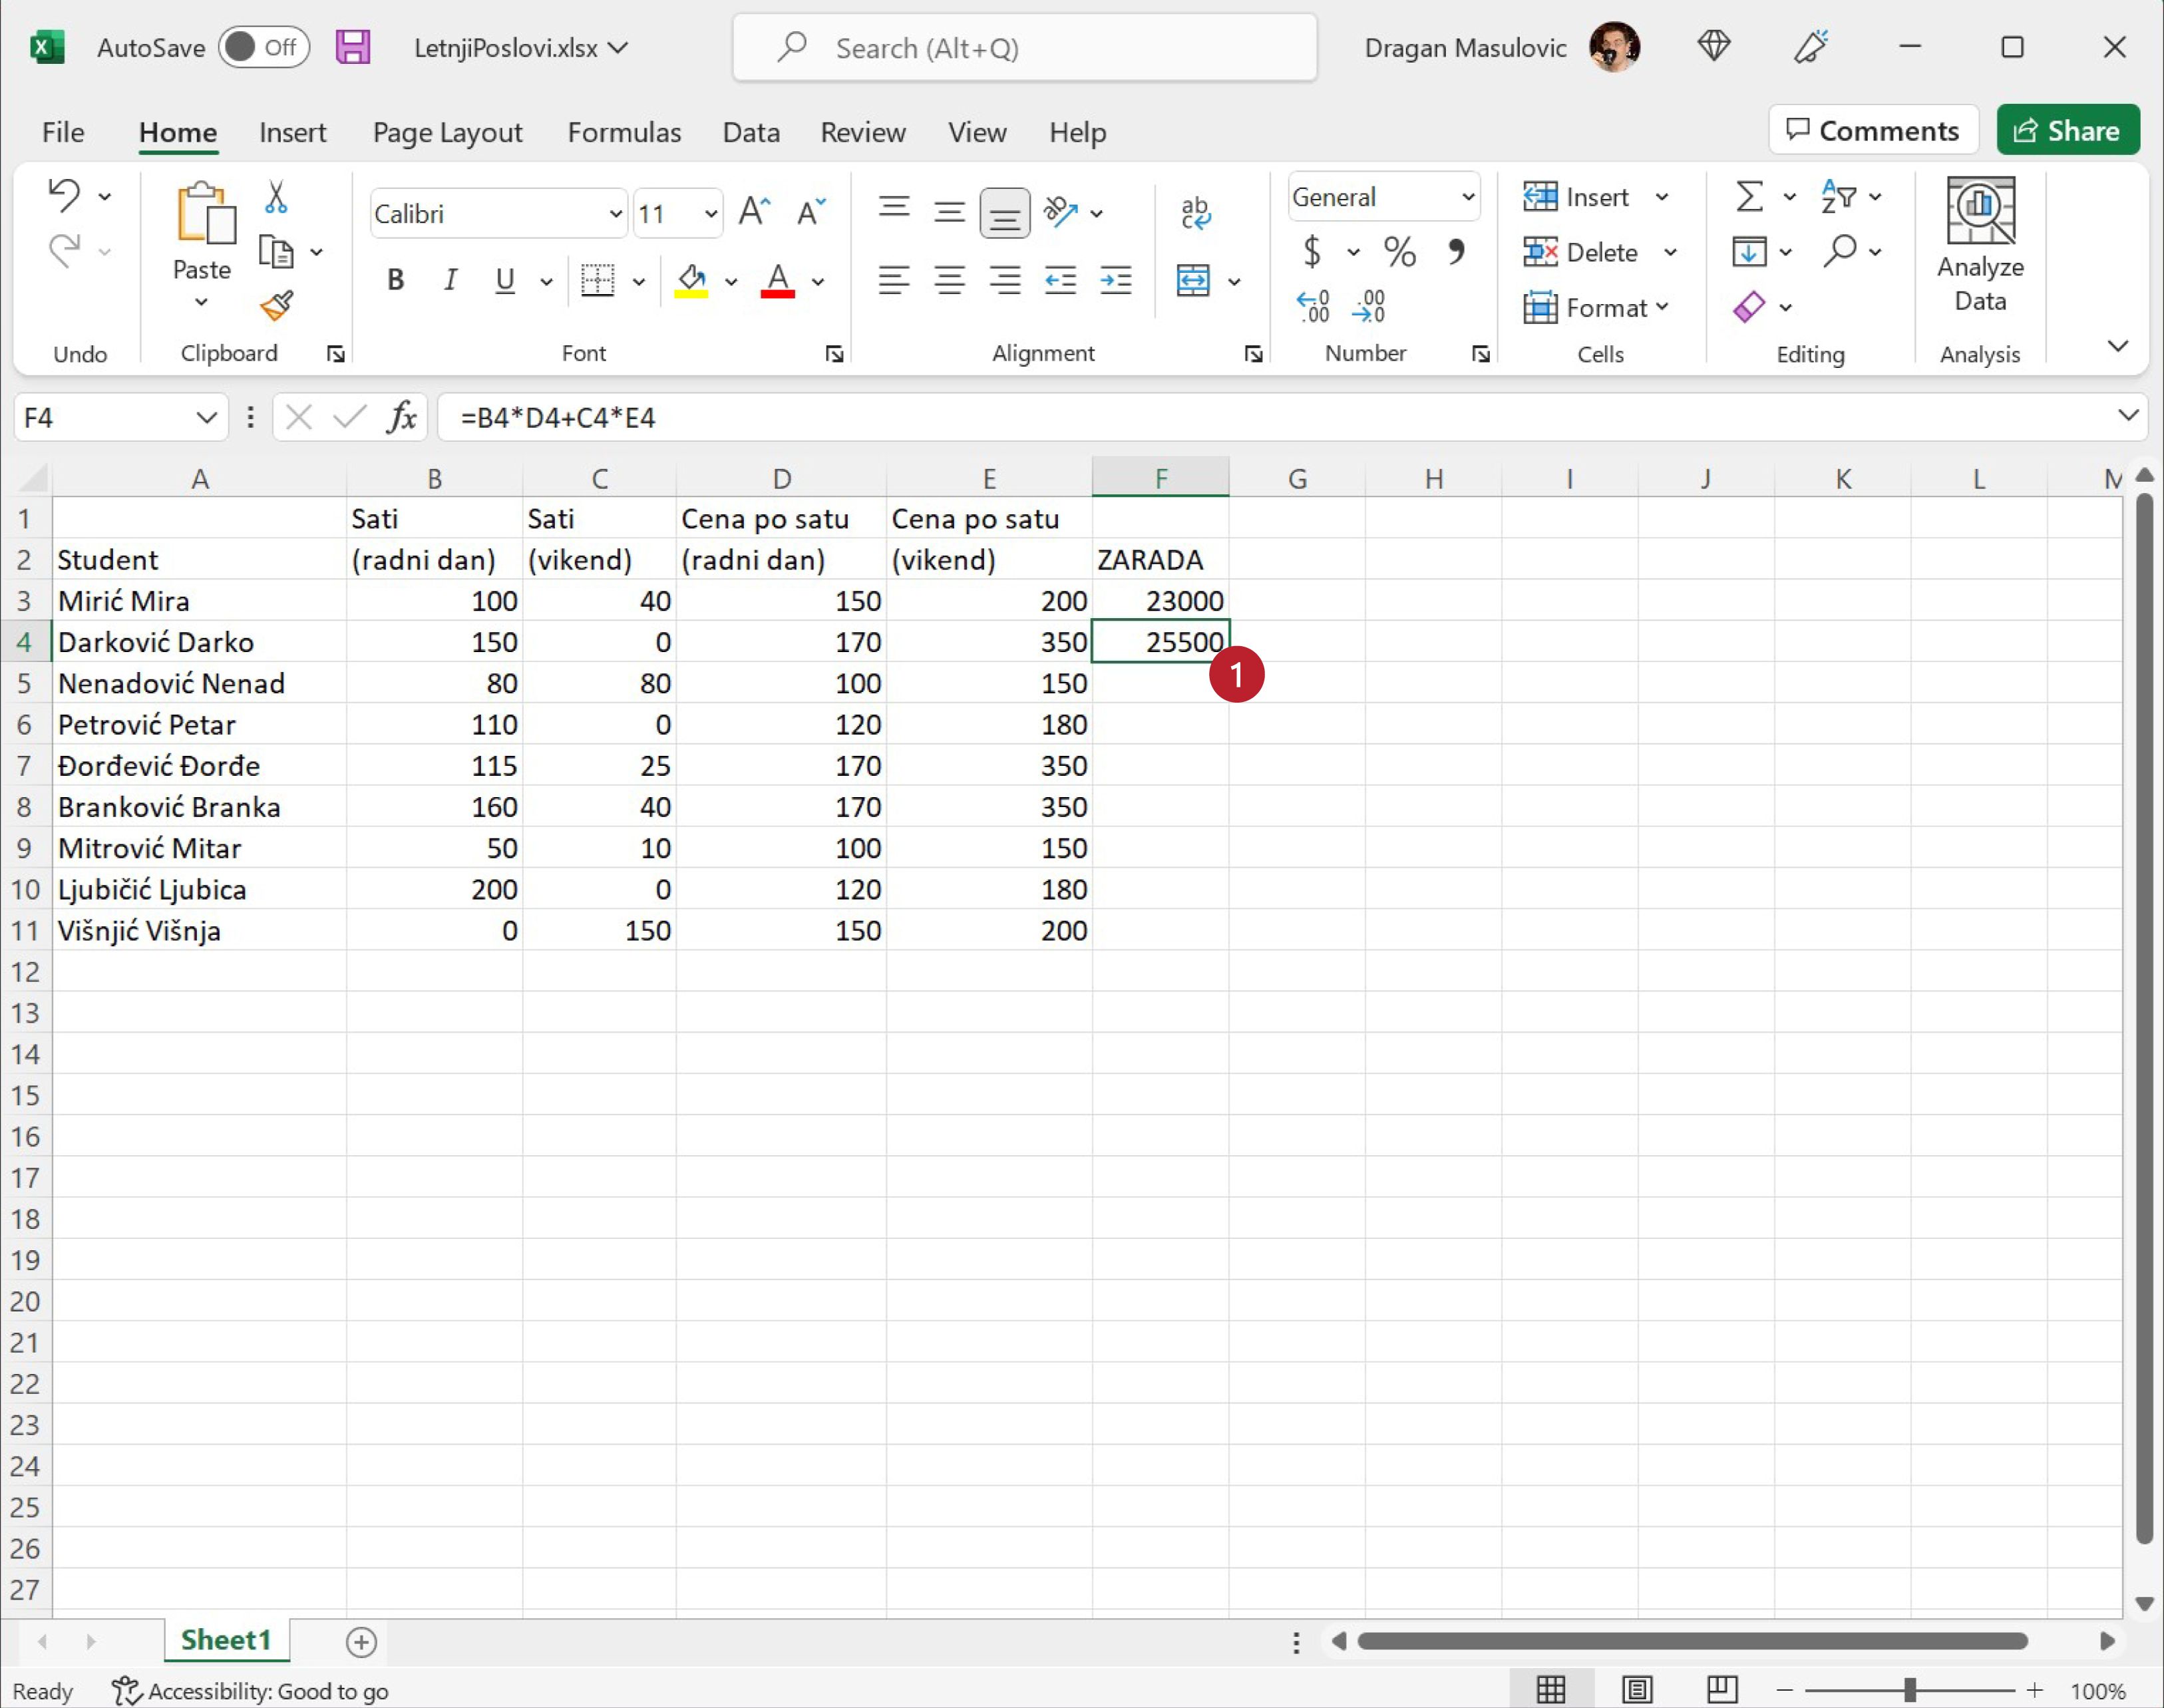 AutoSave Off LetnjiPoslovi.xlsx Search (Alt+Q) Dragan Masulovic
File Home Insert Page Layout Formulas Data Review View Help Comments Share
Paste
Calibri 11
General
Insert
Delete
Format
Analyze
Data
Undo Clipboard Font Alignment Number Cells Editing Analysis
F4 fx =B4*D4+C4*E4
A B C D E F G H I J K L M
1 Sati Sati Cena po satu Cena po satu
2 Student (radni dan) (vikend) (radni dan) (vikend) ZARADA
3 Mirić Mira 100 40 150 200 23000
4 Darković Darko 150 0 170 350 25500
1
5 Nenadović Nenad 80 80 100 150
6 Petrović Petar 110 0 120 180
7 Đorđević Đorđe 115 25 170 350
8 Branković Branka 160 40 170 350
9 Mitrović Mitar 50 10 100 150
10 Ljubičić Ljubica 200 0 120 180
11 Višnjić Višnja 0 150 150 200
12
13
14
15
16
17
18
19
20
21
22
23
24
25
26
27
Sheet1
Ready Accessibility: Good to go 100%